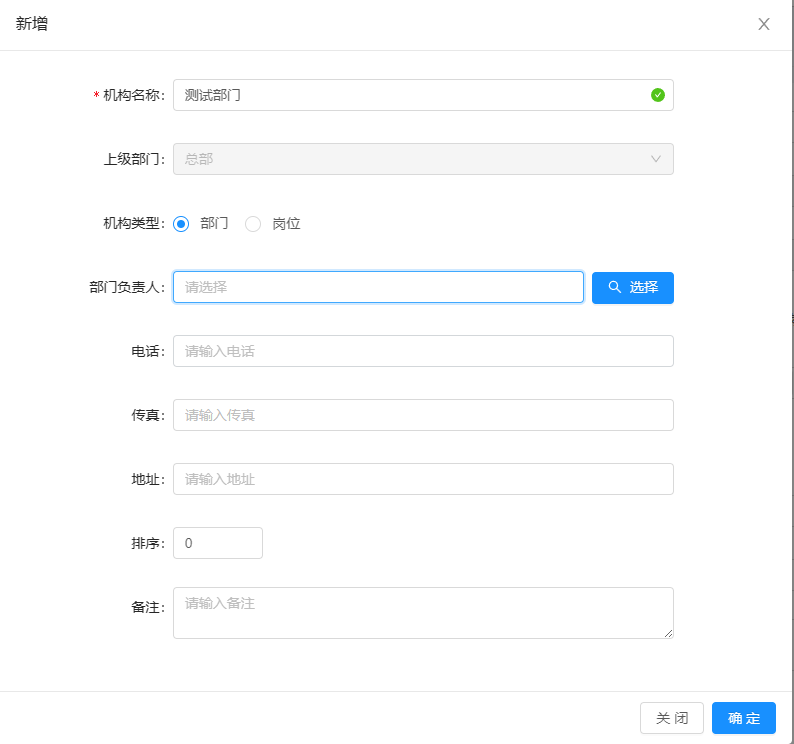 新增
* 机构名称: 测试部门
上级部门: 总部
机构类型: 部门 岗位
部门负责人: 请选择 选择
电话: 请输入电话
传真: 请输入传真
地址: 请输入地址
排序: 0
备注: 请输入备注
关 闭 确 定